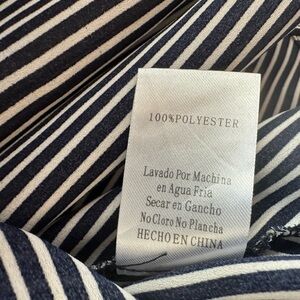 100%POLYESTER
Lavado Por Machina
en Agua Fria
Secar en Gancho
No Cloro No Plancha
HECHO EN CHINA